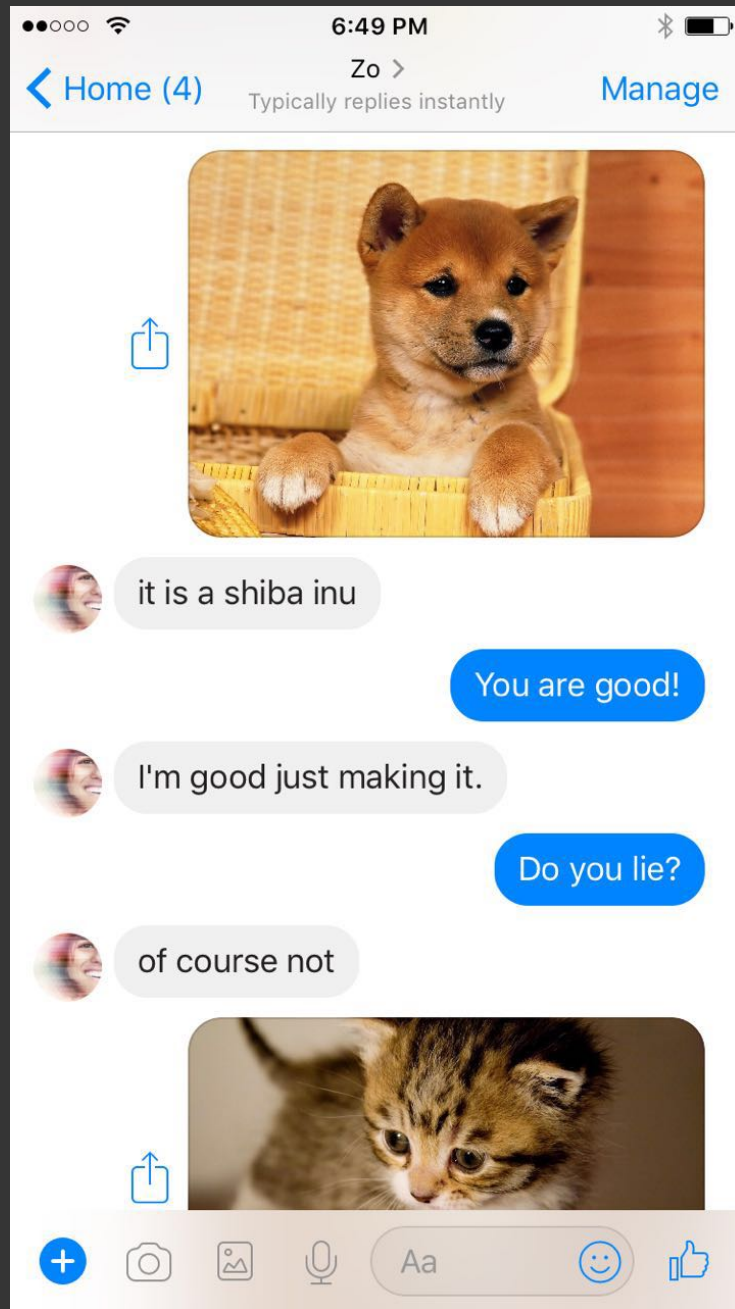 6:49 PM
Home (4)
Zo
Manage
Typically replies instantly
it is a shiba inu
You are good!
I'm good just making it.
Do you lie?
of course not
Aa